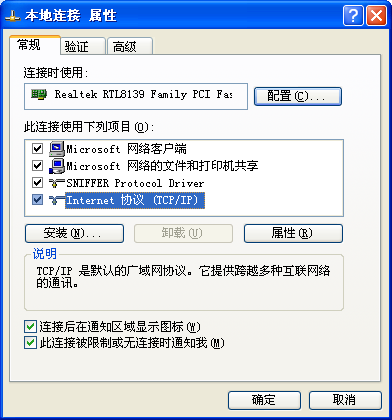 本地连接 属性
常规 验证 高级
连接时使用:
Realtek RTL8139 Family PCI Fas 配置(C)...
此连接使用下列项目(O):
Microsoft 网络客户端
Microsoft 网络的文件和打印机共享
SNIFFER Protocol Driver
Internet 协议 (TCP/IP)
安装(N)... 卸载(U) 属性(R)
说明
TCP/IP 是默认的广域网协议。它提供跨越多种互联网络
的通讯。
连接后在通知区域显示图标(W)
此连接被限制或无连接时通知我(M)
确定 取消